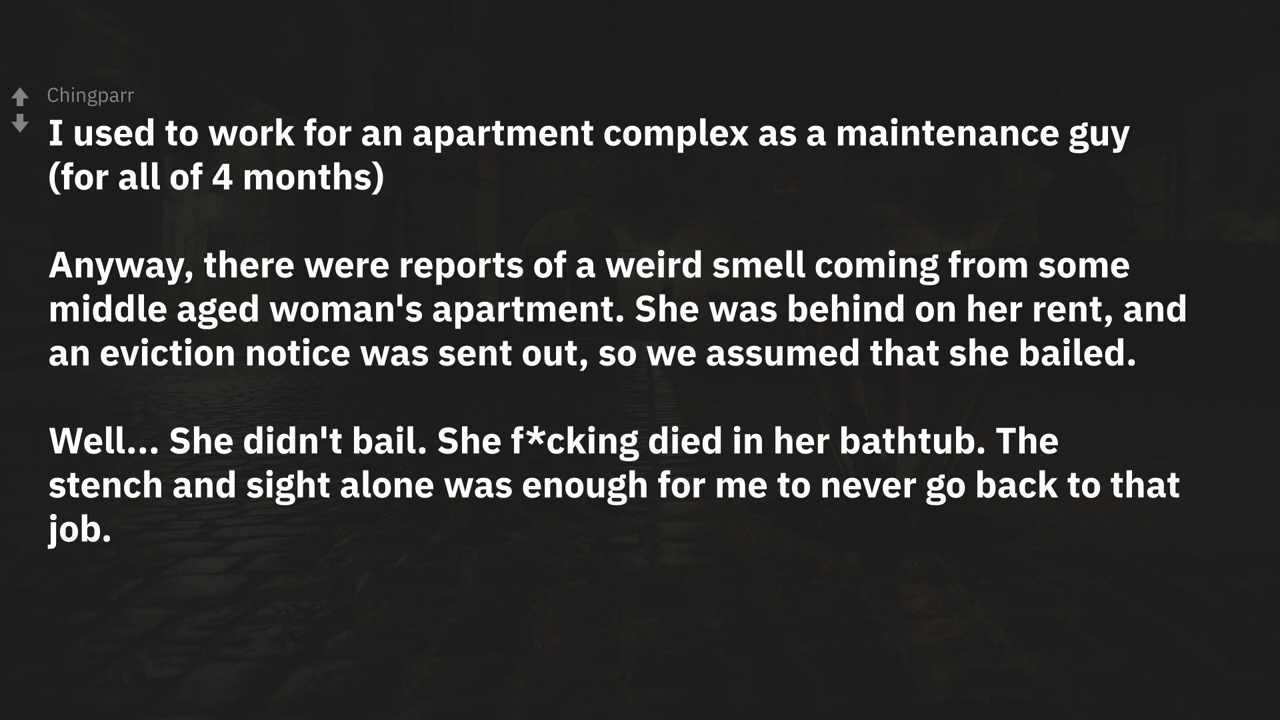 Chingparr
I used to work for an apartment complex as a maintenance guy
(for all of 4 months)
Anyway, there were reports of a weird smell coming from some
middle aged woman's apartment. She was behind on her rent, and
an eviction notice was sent out, so we assumed that she bailed.
Well... She didn't bail. She f*cking died in her bathtub. The
stench and sight alone was enough for me to never go back to that
job.